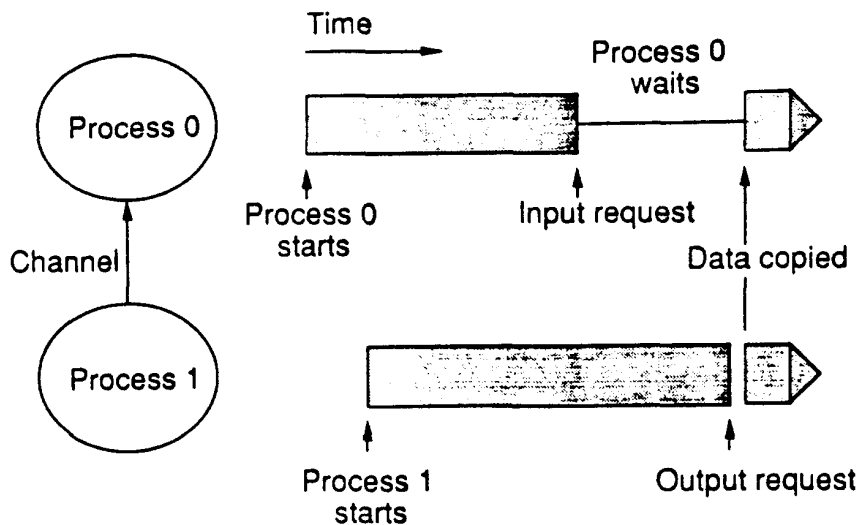 Time
Process 0
waits
Process 0
Process 0
starts
Input request
Channel
Data copied
Process 1
Process 1
starts
Output request